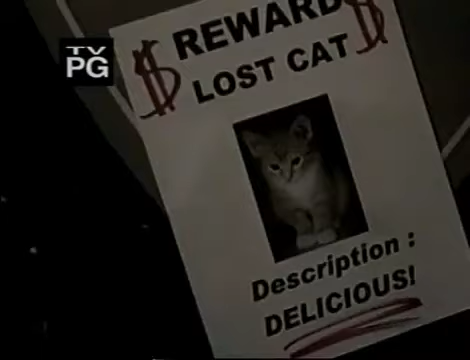 TV
PG
$ REWARD $
LOST CAT
Description :
DELICIOUS!